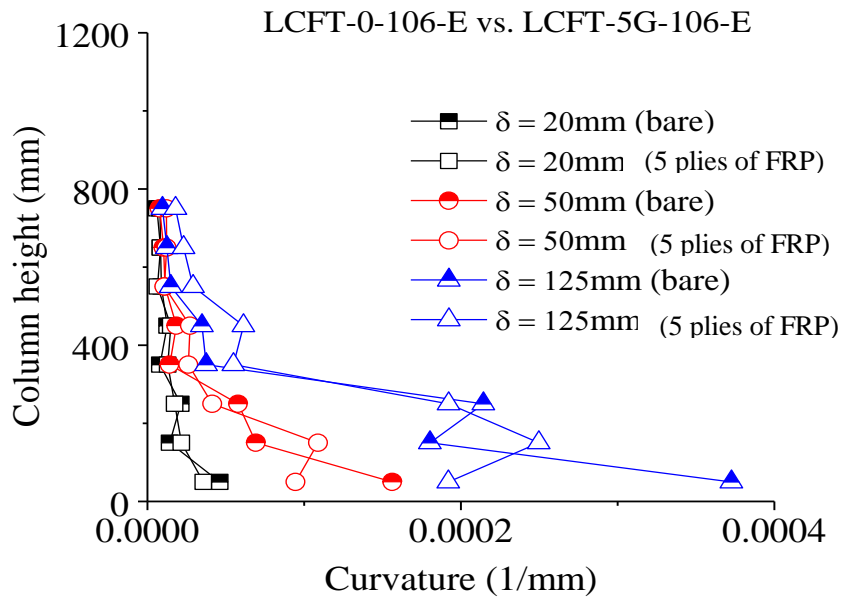 LCFT-0-106-E vs. LCFT-5G-106-E
1200
800
400
0
Column height (mm)
δ = 20mm (bare)
δ = 20mm (5 plies of FRP)
δ = 50mm (bare)
δ = 50mm (5 plies of FRP)
δ = 125mm (bare)
δ = 125mm (5 plies of FRP)
0.0000 0.0002 0.0004
Curvature (1/mm)